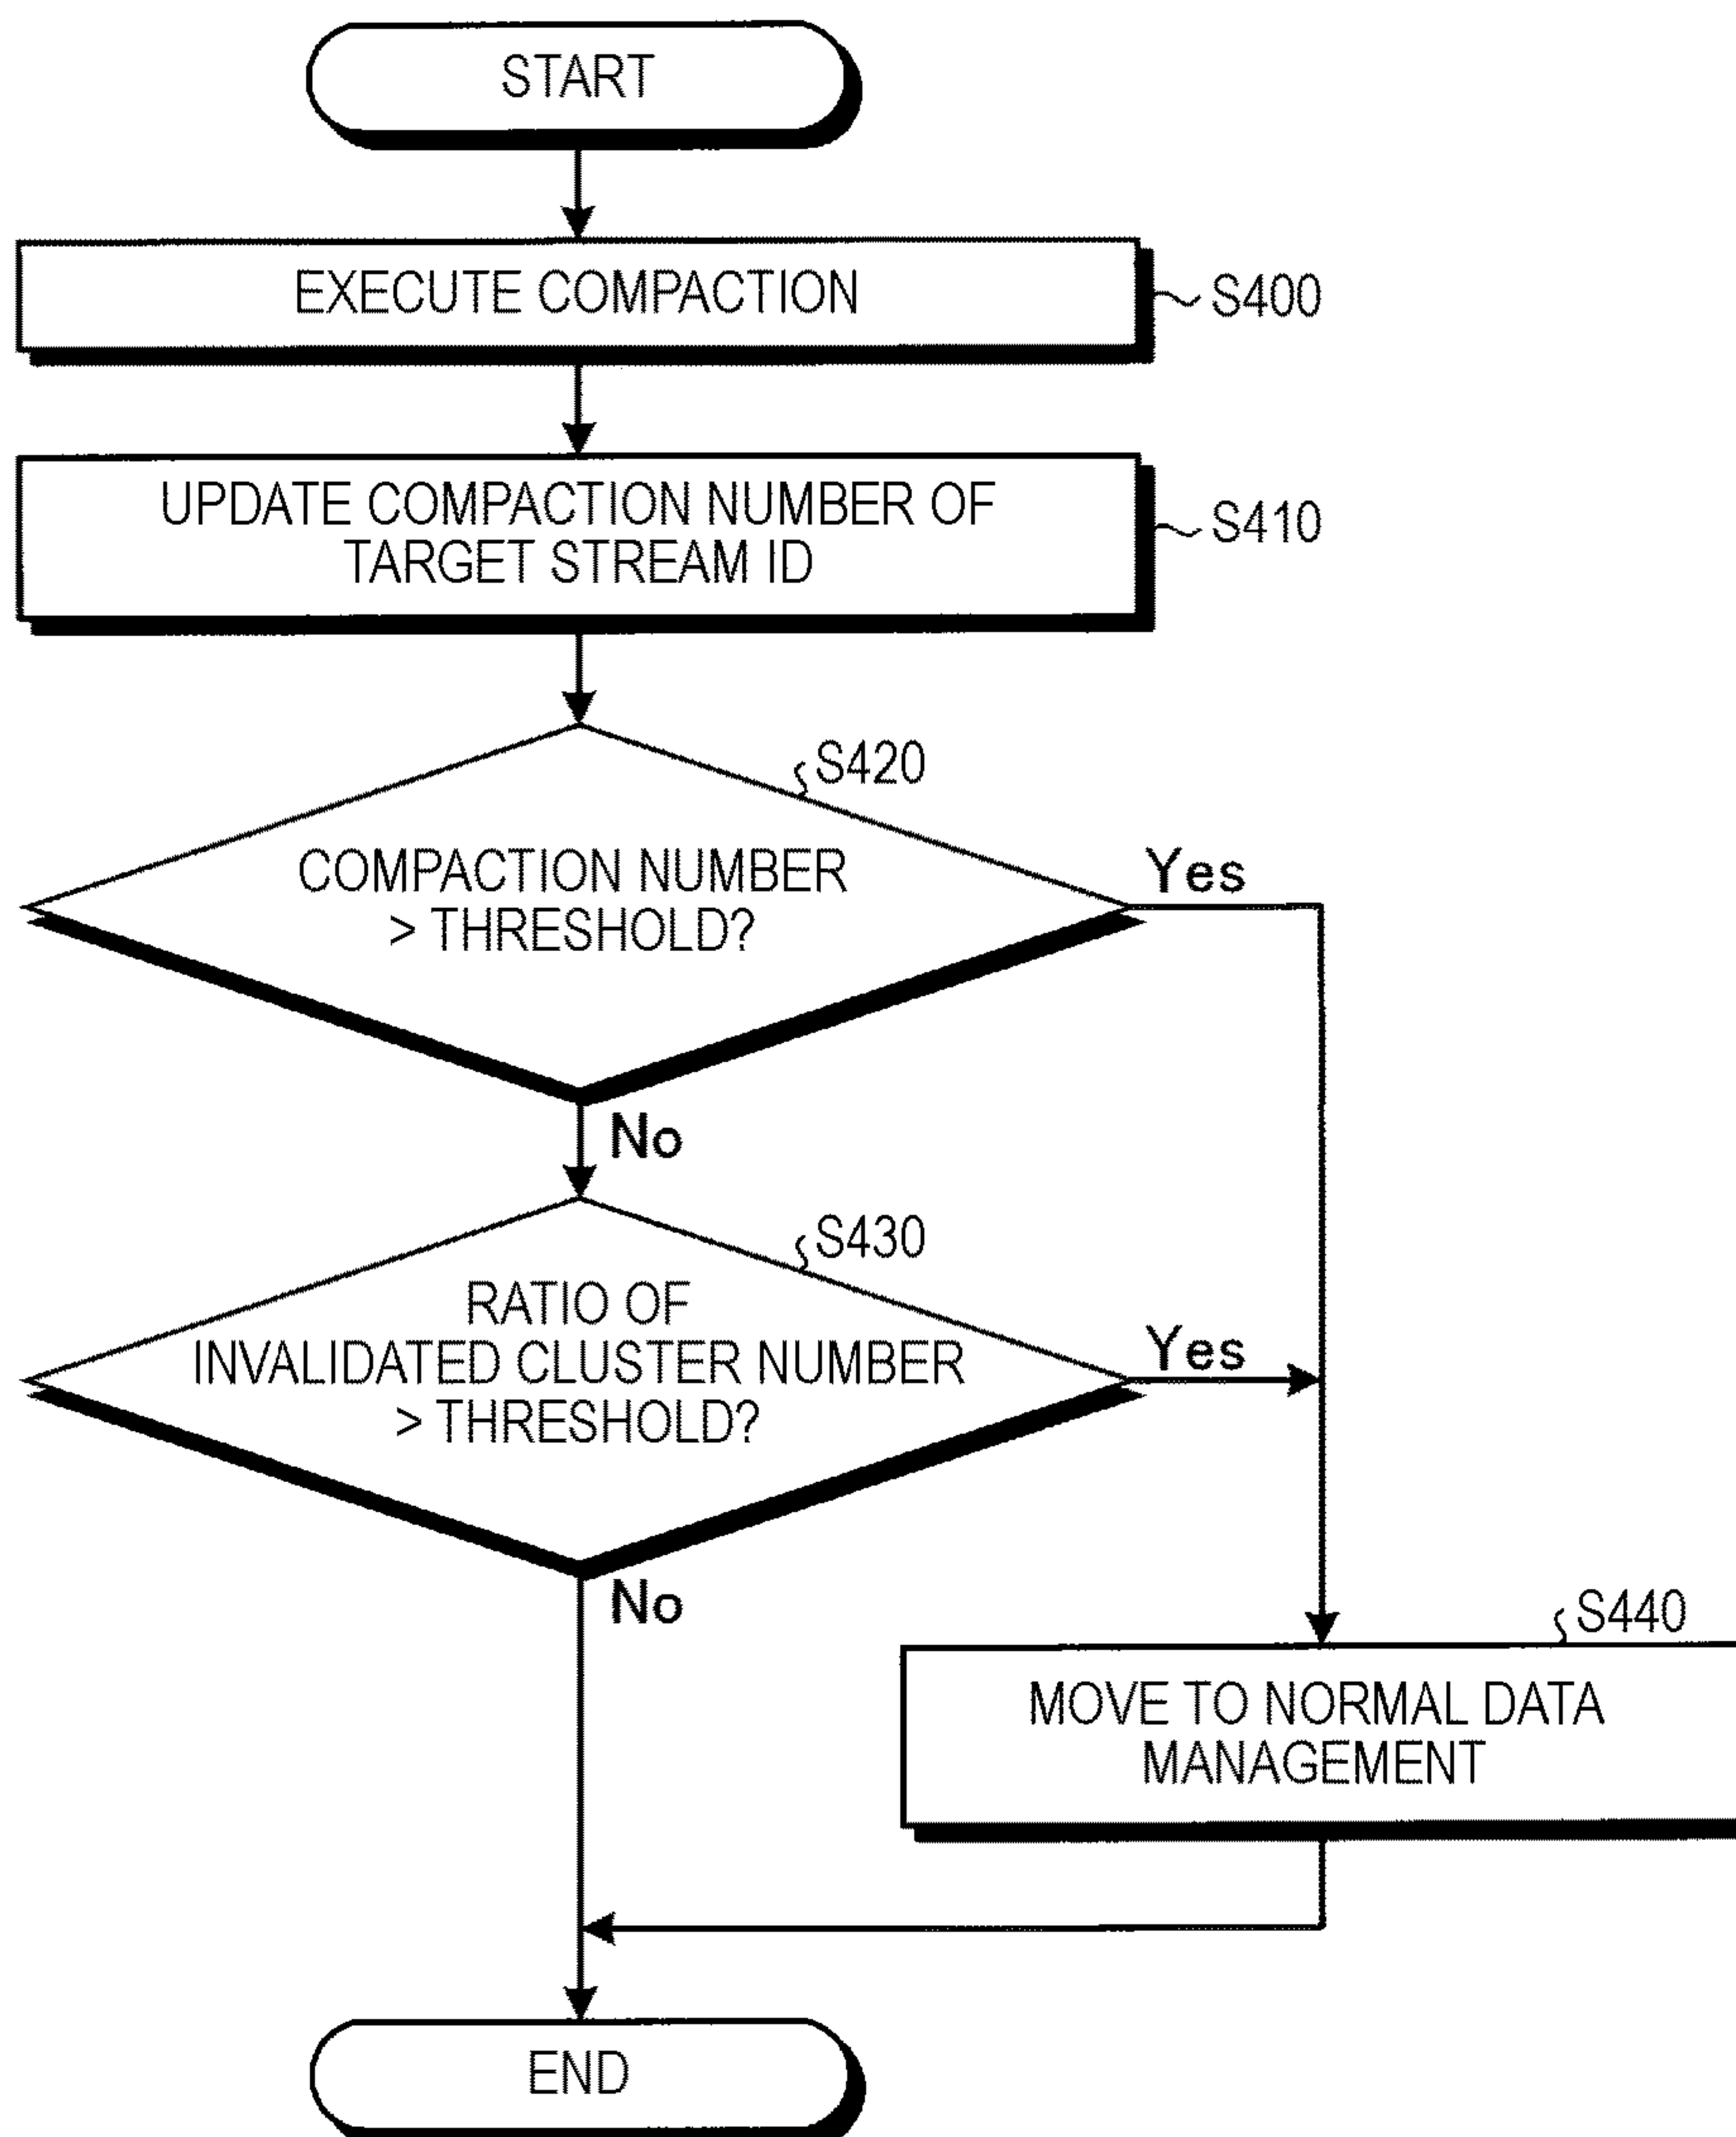 START
EXECUTE COMPACTION
S400
UPDATE COMPACTION NUMBER OF
TARGET STREAM ID
S410
S420
COMPACTION NUMBER
> THRESHOLD?
Yes
No
S430
RATIO OF
INVALIDATED CLUSTER NUMBER
> THRESHOLD?
Yes
No
S440
MOVE TO NORMAL DATA
MANAGEMENT
END